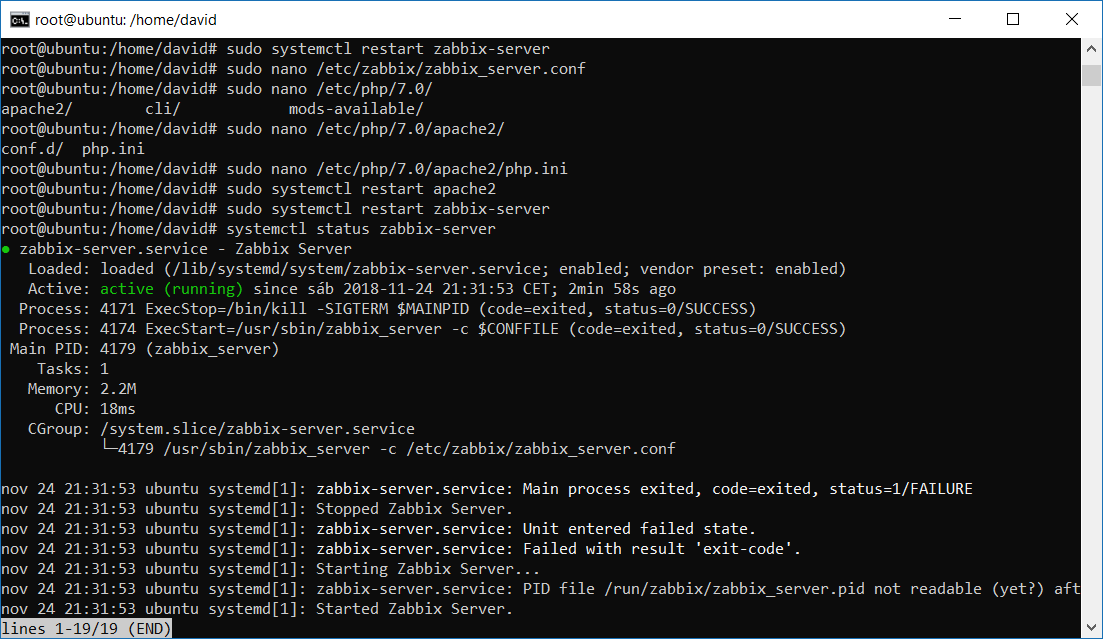 root@ubuntu: /home/david
root@ubuntu:/home/david# sudo systemctl restart zabbix-server
root@ubuntu:/home/david# sudo nano /etc/zabbix/zabbix_server.conf
root@ubuntu:/home/david# sudo nano /etc/php/7.0/
apache2/        cli/            mods-available/
root@ubuntu:/home/david# sudo nano /etc/php/7.0/apache2/
conf.d/  php.ini
root@ubuntu:/home/david# sudo nano /etc/php/7.0/apache2/php.ini
root@ubuntu:/home/david# sudo systemctl restart apache2
root@ubuntu:/home/david# sudo systemctl restart zabbix-server
root@ubuntu:/home/david# systemctl status zabbix-server
● zabbix-server.service - Zabbix Server
   Loaded: loaded (/lib/systemd/system/zabbix-server.service; enabled; vendor preset: enabled)
   Active: active (running) since sáb 2018-11-24 21:31:53 CET; 2min 58s ago
  Process: 4171 ExecStop=/bin/kill -SIGTERM $MAINPID (code=exited, status=0/SUCCESS)
  Process: 4174 ExecStart=/usr/sbin/zabbix_server -c $CONFFILE (code=exited, status=0/SUCCESS)
 Main PID: 4179 (zabbix_server)
    Tasks: 1
   Memory: 2.2M
      CPU: 18ms
   CGroup: /system.slice/zabbix-server.service
           └─4179 /usr/sbin/zabbix_server -c /etc/zabbix/zabbix_server.conf
nov 24 21:31:53 ubuntu systemd[1]: zabbix-server.service: Main process exited, code=exited, status=1/FAILURE
nov 24 21:31:53 ubuntu systemd[1]: Stopped Zabbix Server.
nov 24 21:31:53 ubuntu systemd[1]: zabbix-server.service: Unit entered failed state.
nov 24 21:31:53 ubuntu systemd[1]: zabbix-server.service: Failed with result 'exit-code'.
nov 24 21:31:53 ubuntu systemd[1]: Starting Zabbix Server...
nov 24 21:31:53 ubuntu systemd[1]: zabbix-server.service: PID file /run/zabbix/zabbix_server.pid not readable (yet?) aft
nov 24 21:31:53 ubuntu systemd[1]: Started Zabbix Server.
lines 1-19/19 (END)